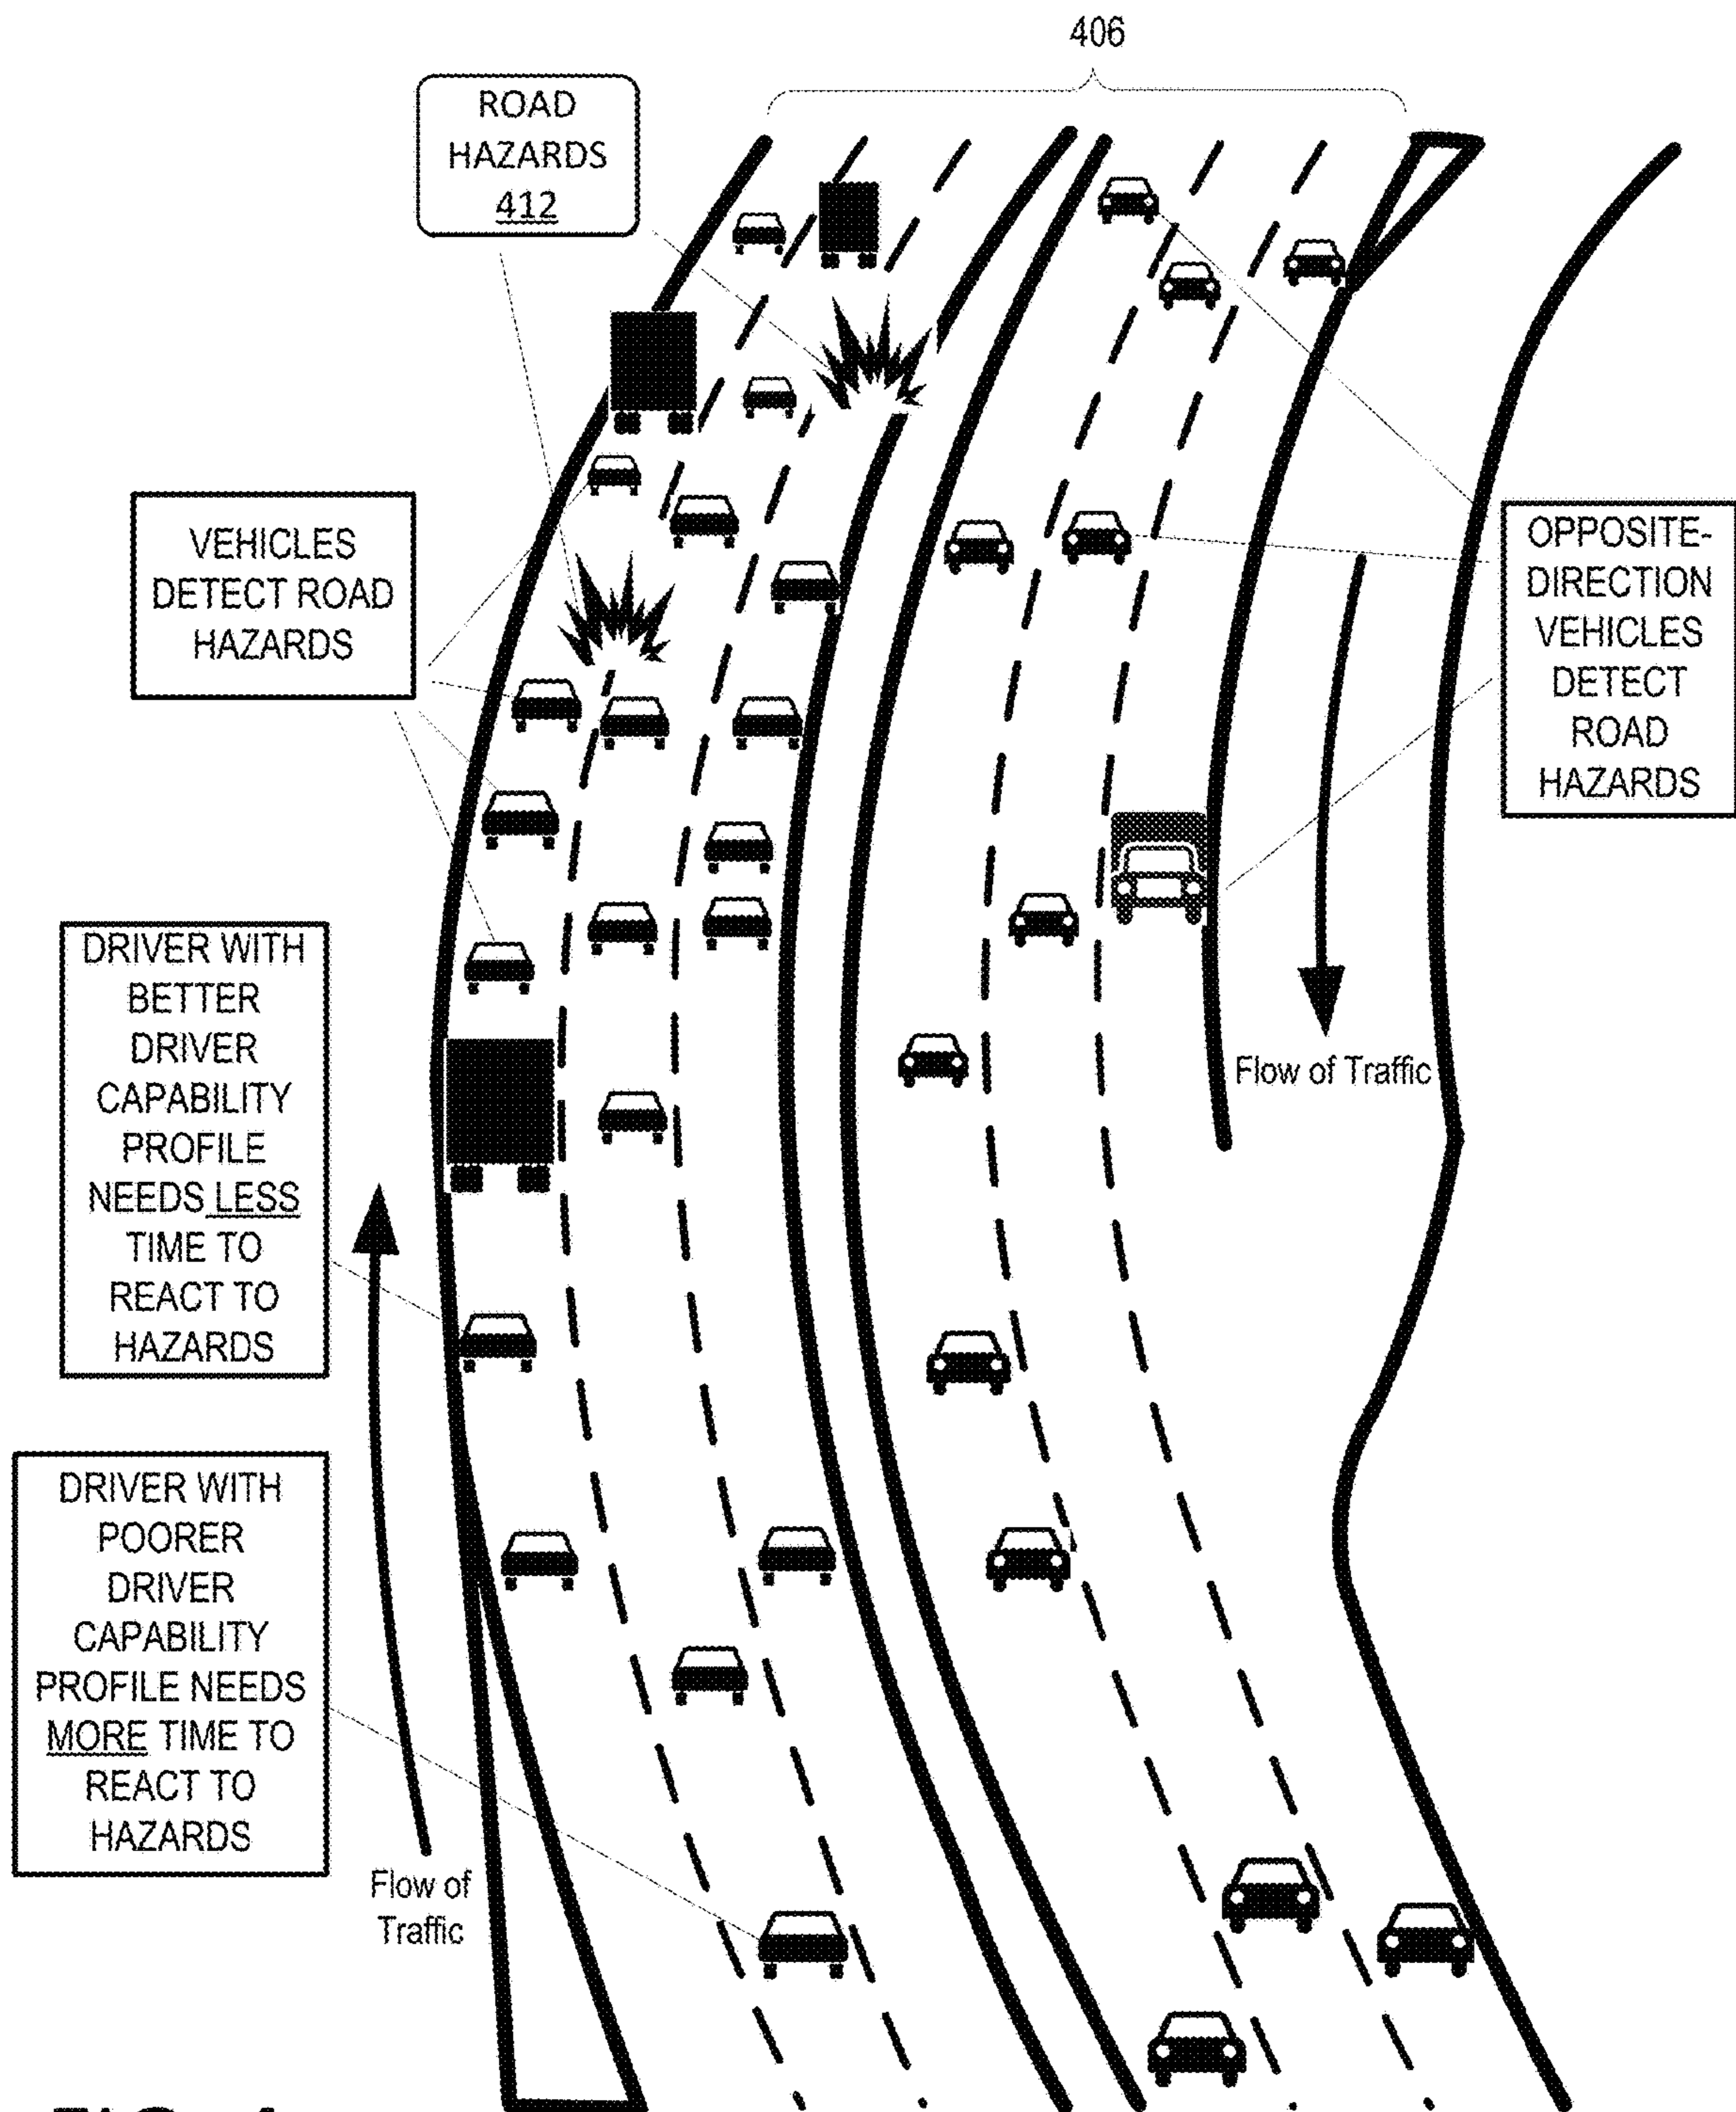 406
ROAD
HAZARDS
412
VEHICLES
DETECT ROAD
HAZARDS
OPPOSITE-
DIRECTION
VEHICLES
DETECT
ROAD
HAZARDS
DRIVER WITH
BETTER
DRIVER
CAPABILITY
PROFILE
NEEDS LESS
TIME TO
REACT TO
HAZARDS
Flow of Traffic
DRIVER WITH
POORER
DRIVER
CAPABILITY
PROFILE NEEDS
MORE TIME TO
REACT TO
HAZARDS
Flow of
Traffic